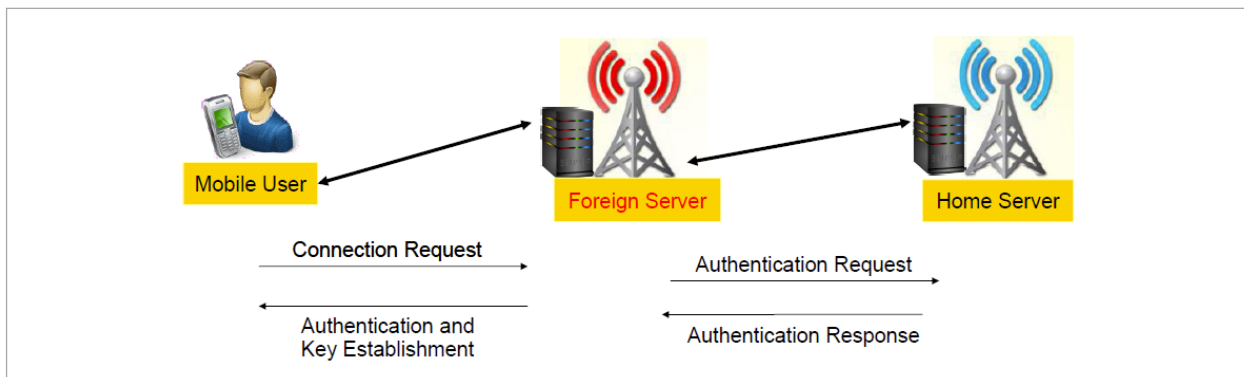 Mobile User
Foreign Server
Home Server
Connection Request
Authentication Request
Authentication and
Key Establishment
Authentication Response